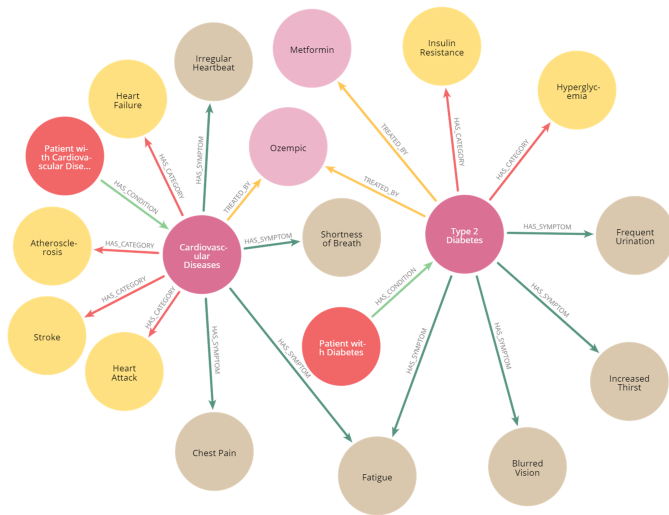 Irregular
Heartbeat
Metformin
Insulin
Resistance
Hyperglyc-
emia
Heart
Failure
Patient wi-
th Cardiova-
scular Dise...
Ozempic
HAS_SYMPTOM
HAS_CATEGORY
HAS_CONDITION
TREATED_BY
TREATED_BY
TREATED_BY
HAS_CATEGORY
HAS_CATEGORY
Atheroscle-
rosis
HAS_CATEGORY
Cardiovasc-
ular
Diseases
HAS_SYMPTOM
Shortness
of Breath
Type 2
Diabetes
HAS_SYMPTOM
Frequent
Urination
HAS_CATEGORY
HAS_CATEGORY
HAS_CONDITION
HAS_SYMPTOM
Stroke
Heart
Attack
HAS_SYMPTOM
HAS_SYMPTOM
Patient wit-
h Diabetes
HAS_SYMPTOM
HAS_SYMPTOM
Increased
Thirst
Chest Pain
Fatigue
Blurred
Vision